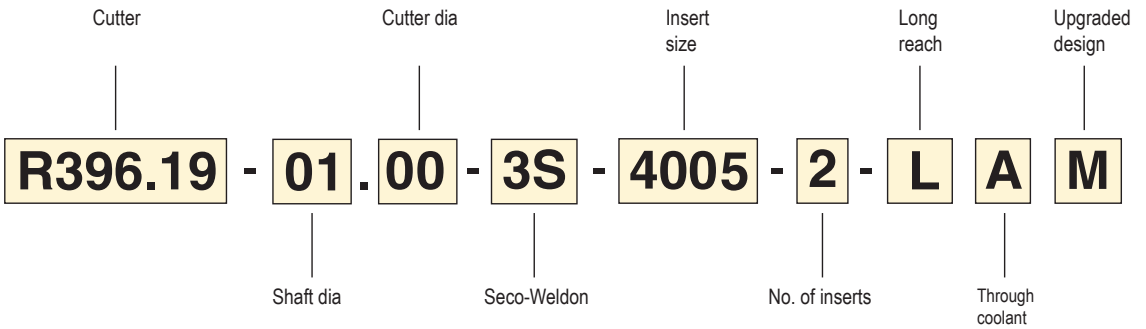 Cutter
Cutter dia
Insert
size
Long
reach
Upgraded
design
R396.19 - 01 . 00 - 3S - 4005 - 2 - L A M
Shaft dia
Seco-Weldon
No. of inserts
Through
coolant